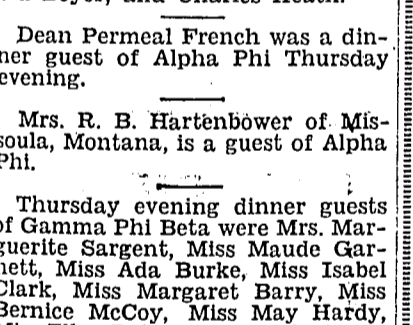 Dean Permeal French was a din-
ner guest of Alpha Phi Thursday
evening.
Mrs. R. B. Hartenbower of Mis-
soula, Montana, is a guest of Alpha
Phi.
Thursday evening dinner guests
of Gamma Phi Beta were Mrs. Mar-
guerite Sargent, Miss Maude Gar-
nett, Miss Ada Burke, Miss Isabel
Clark, Miss Margaret Barry, Miss
Bernice McCoy, Miss May Hardy,